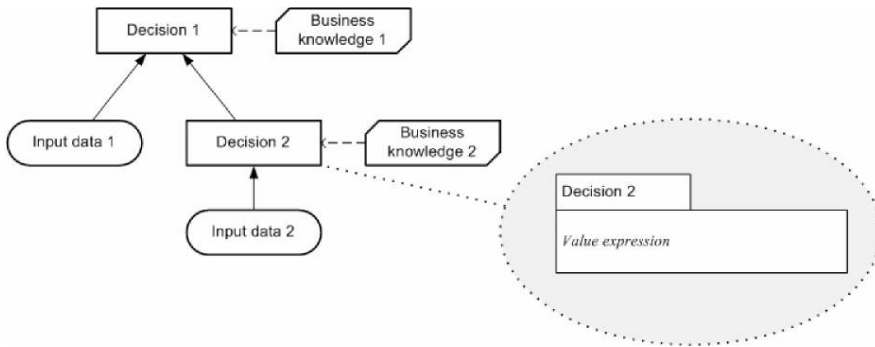 Decision 1
Business
knowledge 1
Input data 1
Decision 2
Business
knowledge 2
Input data 2
Decision 2
Value expression